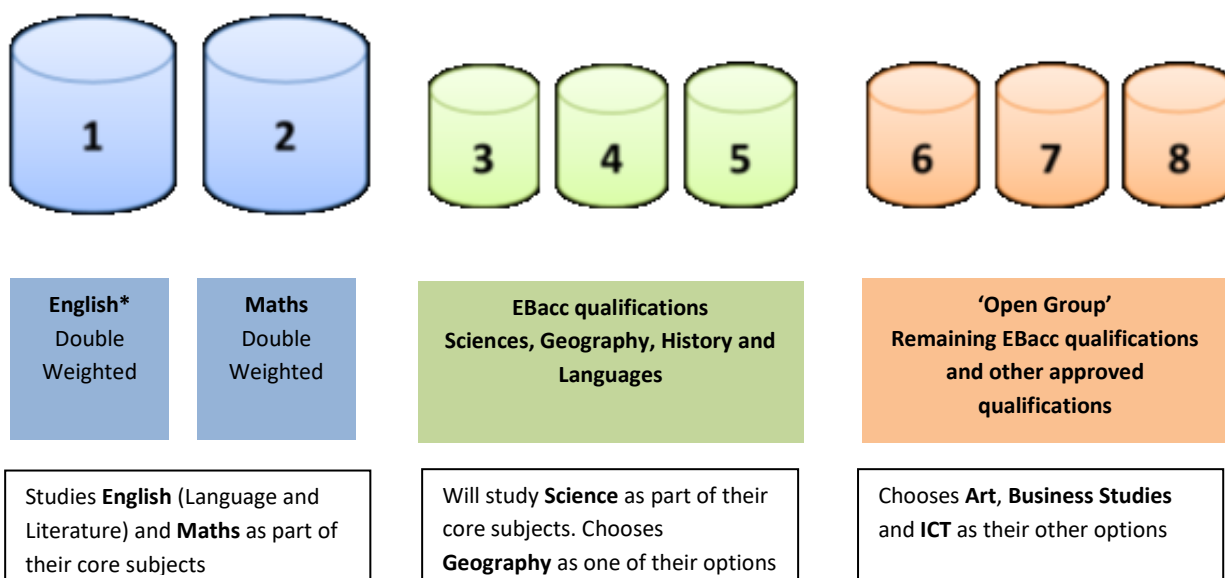 1
2
3
4
5
6
7
8
English*
Double
Weighted
Maths
Double
Weighted
EBacc qualifications
Sciences, Geography, History and
Languages
‘Open Group’
Remaining EBacc qualifications
and other approved
qualifications
Studies English (Language and
Literature) and Maths as part of
their core subjects
Will study Science as part of their
core subjects. Chooses
Geography as one of their options
Chooses Art, Business Studies
and ICT as their other options